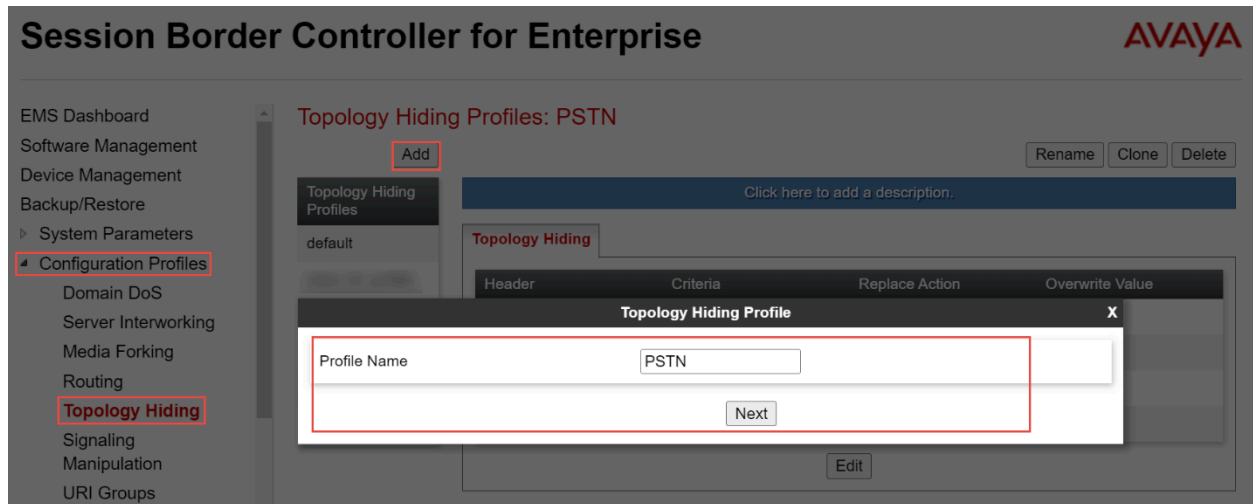 Session Border Controller for Enterprise
AVAYA
EMS Dashboard
Software Management
Device Management
Backup/Restore
System Parameters
Configuration Profiles
Domain DoS
Server Interworking
Media Forking
Routing
Topology Hiding
Signaling
Manipulation
URI Groups
Topology Hiding Profiles: PSTN
Add
Rename Clone Delete
Topology Hiding
Profiles
default
Click here to add a description.
Topology Hiding
Header Criteria Replace Action Overwrite Value
Topology Hiding Profile X
Profile Name PSTN
Next
Edit